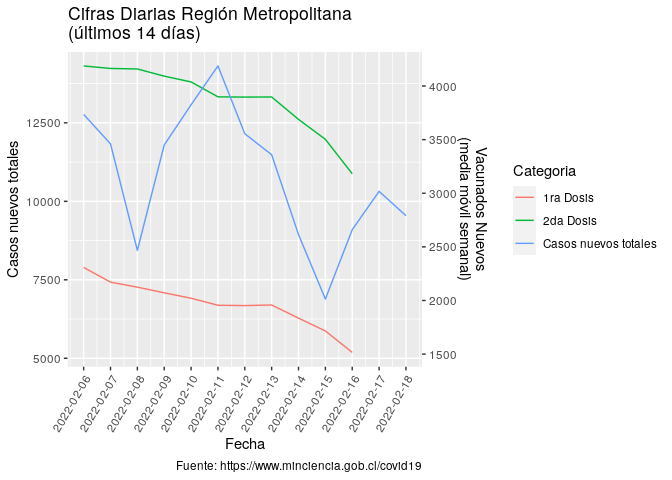 Cifras Diarias Región Metropolitana
(últimos 14 días)
Casos nuevos totales
12500
10000
7500
5000
4000
3500
3000
2500
2000
1500
Vacunados Nuevos
(media móvil semanal)
Categoria
1ra Dosis
2da Dosis
Casos nuevos totales
2022-02-06
2022-02-07
2022-02-08
2022-02-09
2022-02-10
2022-02-11
2022-02-12
2022-02-13
2022-02-14
2022-02-15
2022-02-16
2022-02-17
2022-02-18
Fecha
Fuente: https://www.minciencia.gob.cl/covid19